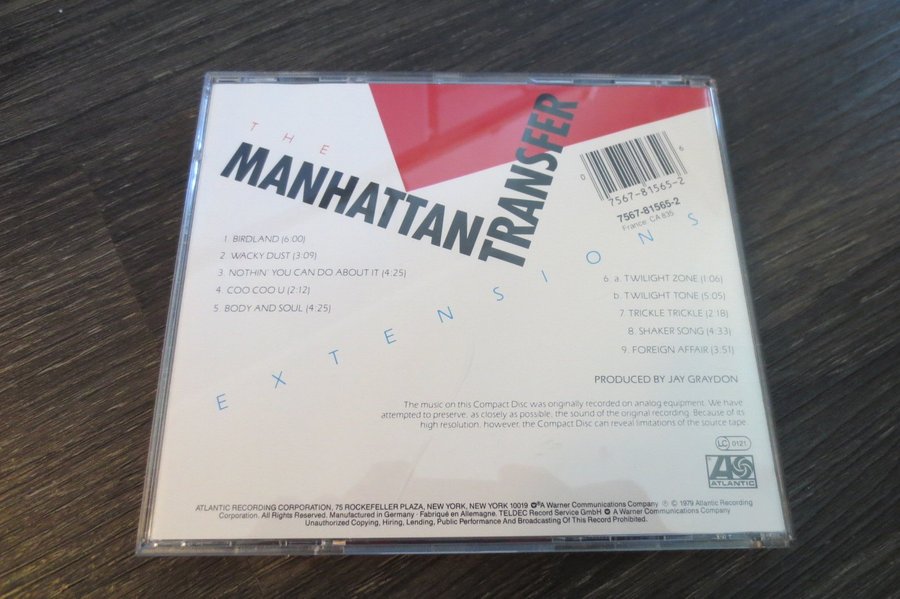 THE
MANHATTAN
TRANSFER
0
6
7567-81565-2
7567-81565-2
France: CA 835
EXTENSIONS
1. BIRDLAND (6:00)
2. WACKY DUST (3:09)
3. NOTHIN' YOU CAN DO ABOUT IT (4:25)
4. COO COO U (2:12)
5. BODY AND SOUL (4:25)
6. a. TWILIGHT ZONE (1:06)
b. TWILIGHT TONE (5:05)
7. TRICKLE TRICKLE (2:18)
8. SHAKER SONG (4:33)
9. FOREIGN AFFAIR (3:51)
PRODUCED BY JAY GRAYDON
The music on this Compact Disc was originally recorded on analog equipment. We have
attempted to preserve, as closely as possible, the sound of the original recording. Because of its
high resolution, however, the Compact Disc can reveal limitations of the source tape
LC 0121
ATLANTIC
ATLANTIC RECORDING CORPORATION, 75 ROCKEFELLER PLAZA, NEW YORK, NEW YORK 10019 ®A Warner Communications Company. ℗ © 1979 Atlantic Recording
Corporation. All Rights Reserved. Manufactured in Germany · Fabriqué en Allemagne. TELDEC Record Service GmbH A Warner Communications Company
Unauthorized Copying, Hiring, Lending, Public Performance And Broadcasting Of This Record Prohibited.